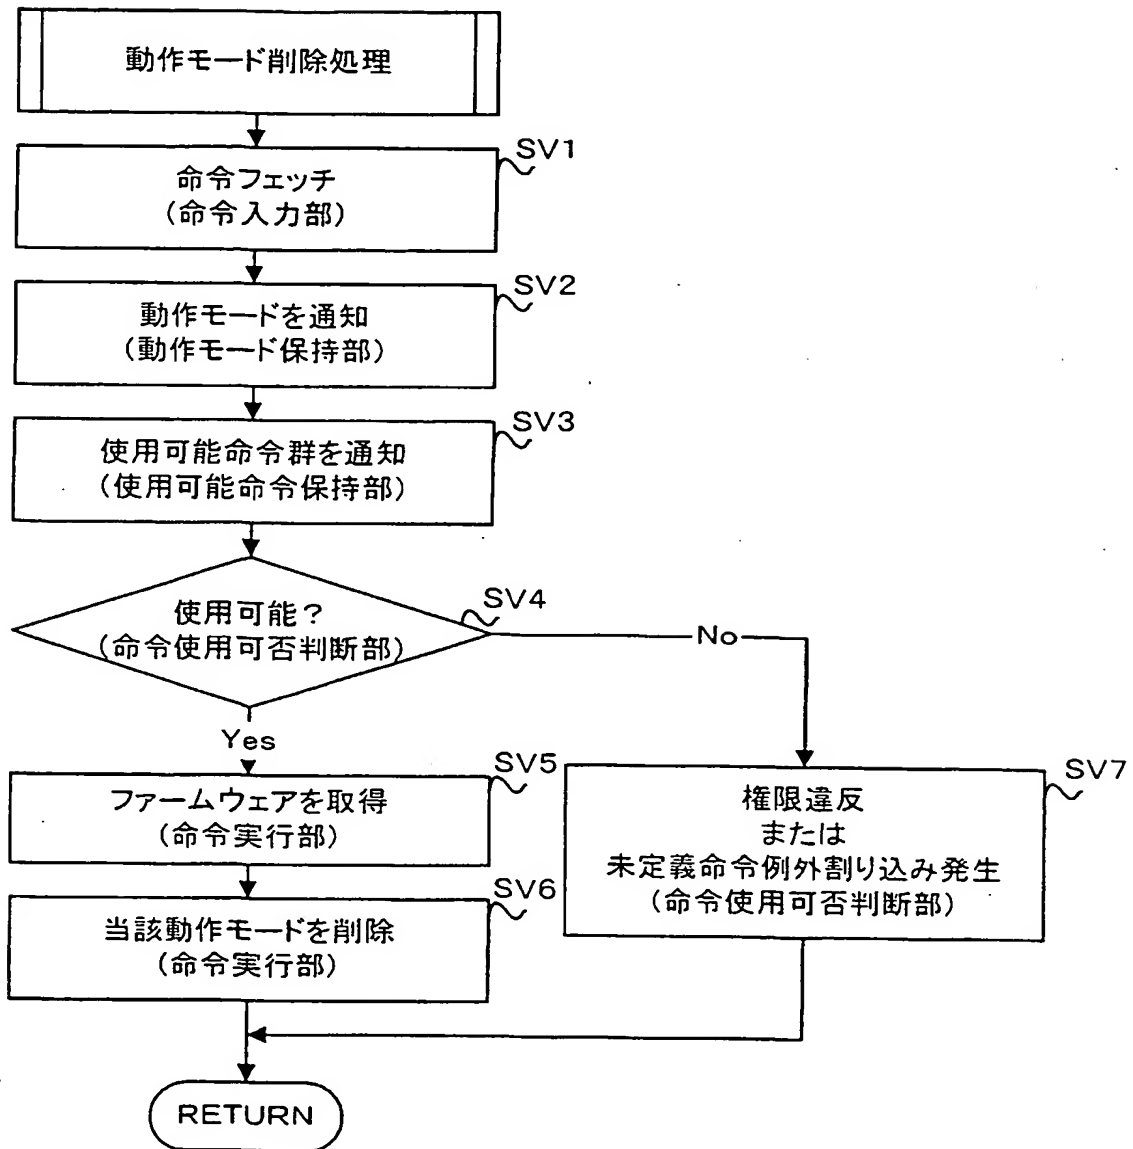 動作モード削除処理
SV1
命令フェッチ
(命令入力部)
SV2
動作モードを通知
(動作モード保持部)
SV3
使用可能命令群を通知
(使用可能命令保持部)
SV4
使用可能?
(命令使用可否判断部)
No
Yes
SV5
ファームウェアを取得
(命令実行部)
SV6
当該動作モードを削除
(命令実行部)
SV7
権限違反
または
未定義命令例外割り込み発生
(命令使用可否判断部)
RETURN